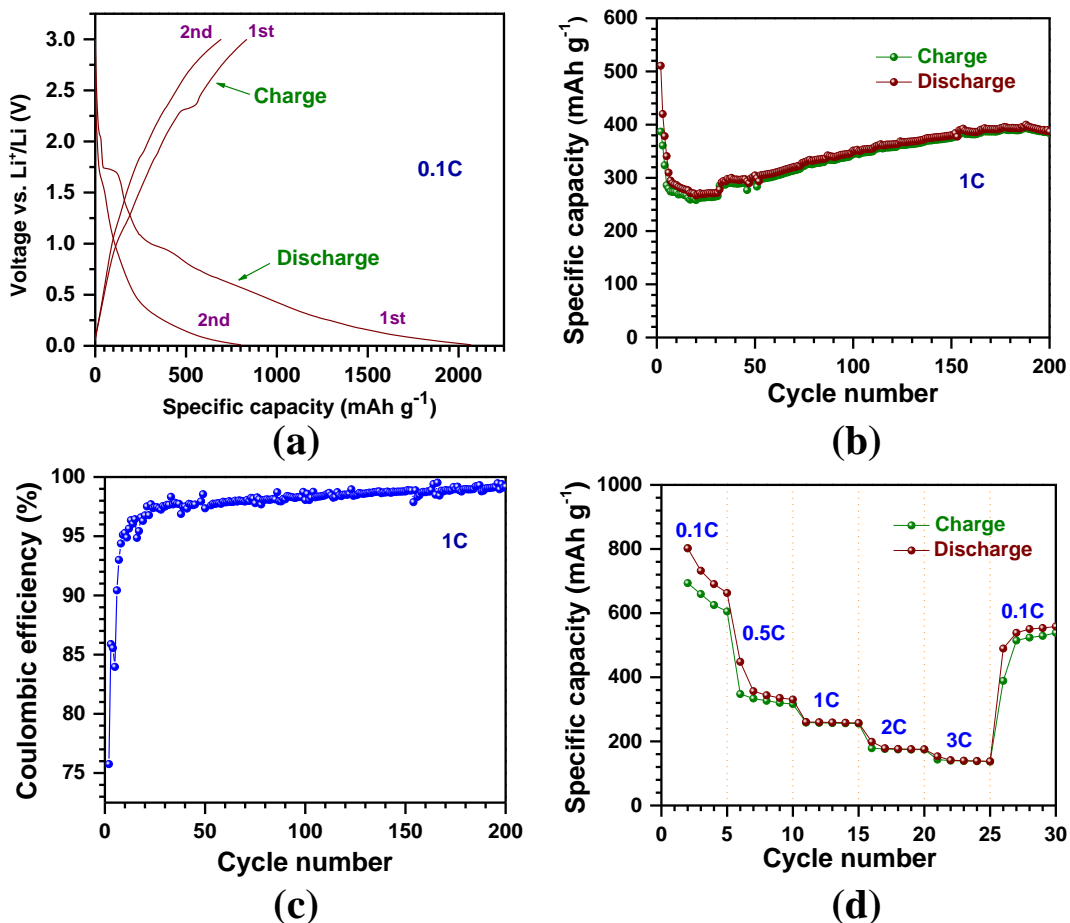 3.0
2.5
2.0
1.5
1.0
0.5
0.0
Voltage vs. Li⁺/Li (V)
2nd
1st
Charge
0.1C
Discharge
2nd
1st
0 500 1000 1500 2000
Specific capacity (mAh g⁻¹)
(a)
600
500
400
300
200
100
0
Specific capacity (mAh g⁻¹)
Charge
Discharge
1C
0 50 100 150 200
Cycle number
(b)
100
98
95
90
85
80
75
Coulombic efficiency (%)
1C
0 50 100 150 200
Cycle number
(c)
1000
800
600
400
200
0
Specific capacity (mAh g⁻¹)
Charge
Discharge
0.1C
0.5C
1C
2C
3C
0.1C
0 5 10 15 20 25 30
Cycle number
(d)